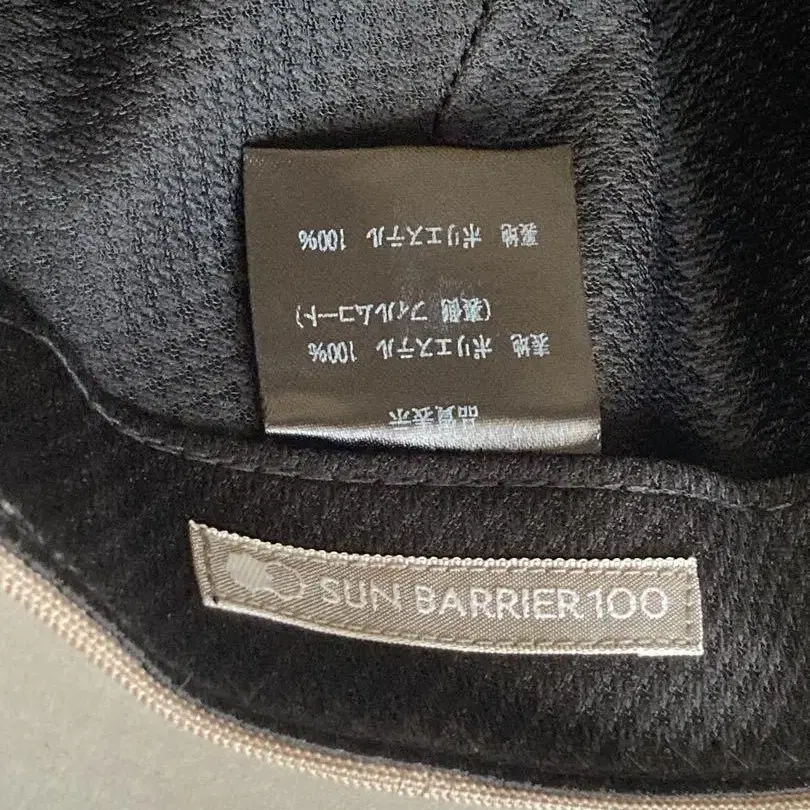 品質表示
表地 ポリエステル 100%
(裏側 フィルムコート)
裏地 ポリエステル 100%
SUN BARRIER100